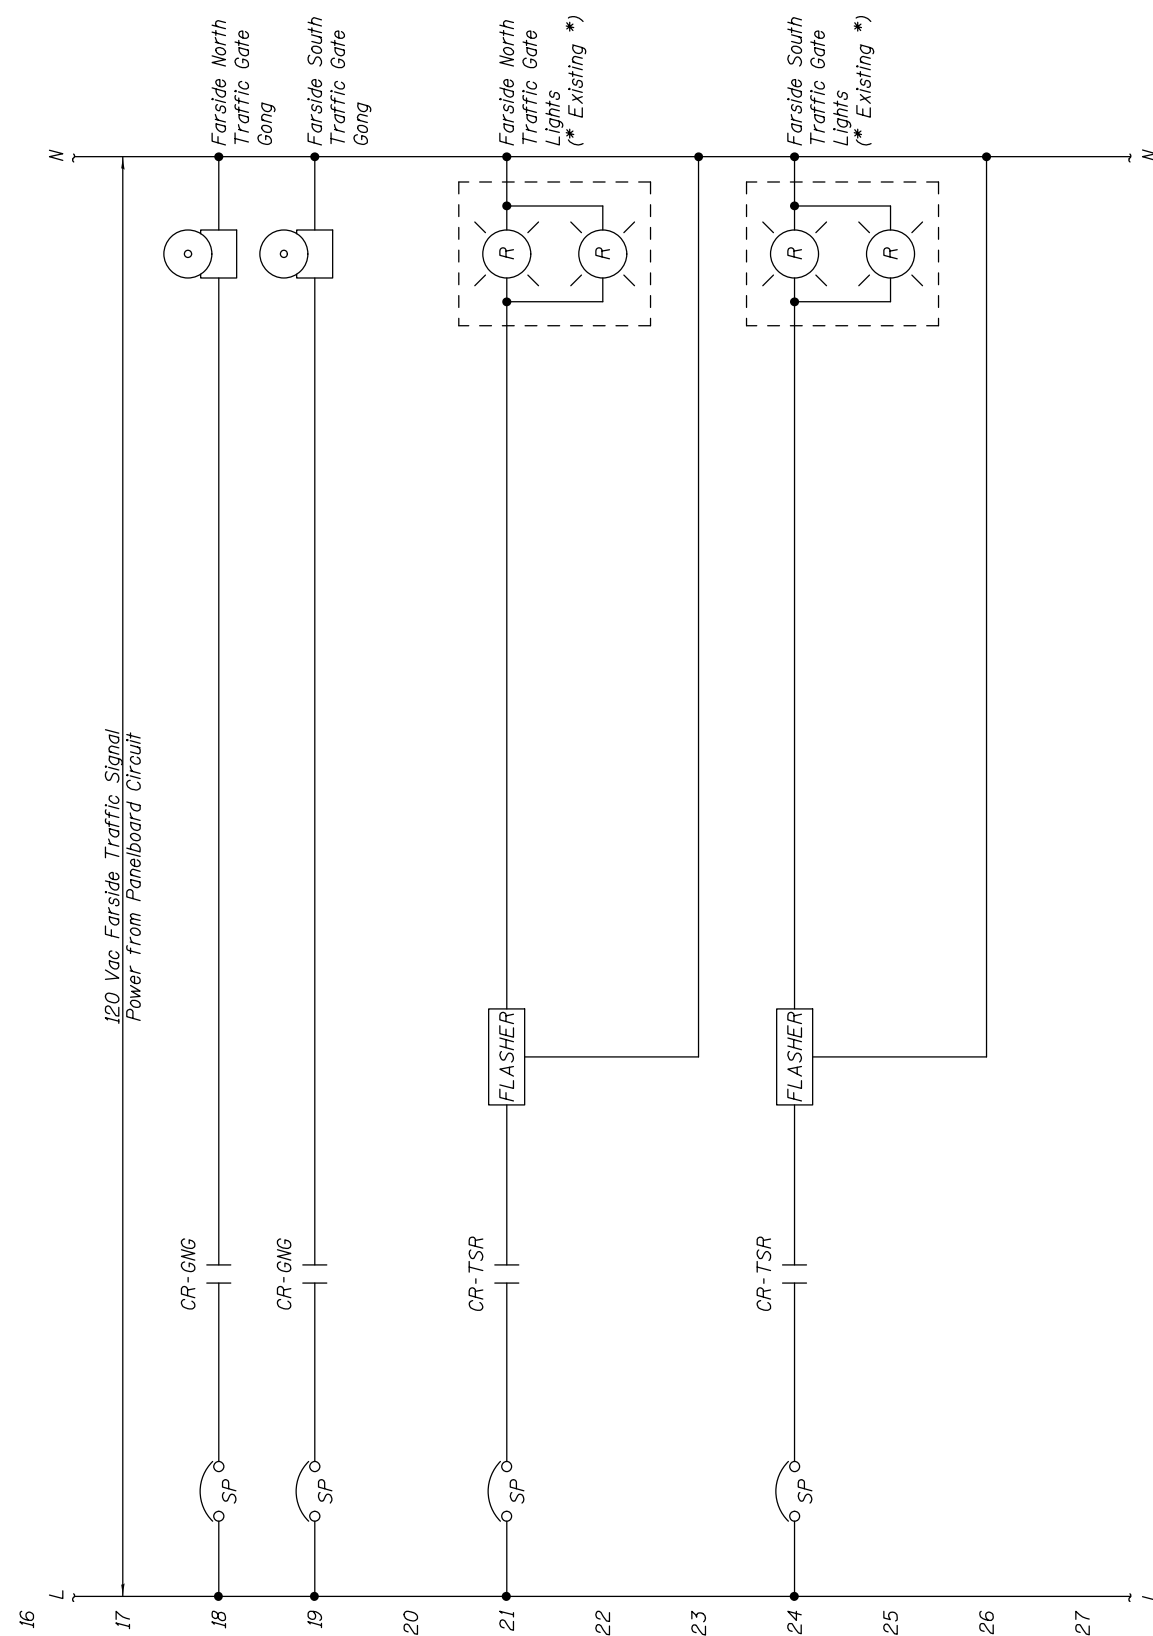 16
L
N
17
120 Vac Farside Traffic Signal
Power from Panelboard Circuit
18
SP
CR-GNG
Farside North
Traffic Gate
Gong
19
SP
CR-GNG
Farside South
Traffic Gate
Gong
20
21
SP
CR-TSR
FLASHER
R
Farside North
Traffic Gate
Lights
(* Existing *)
22
R
23
24
SP
CR-TSR
FLASHER
R
Farside South
Traffic Gate
Lights
(* Existing *)
25
R
26
27
L
N